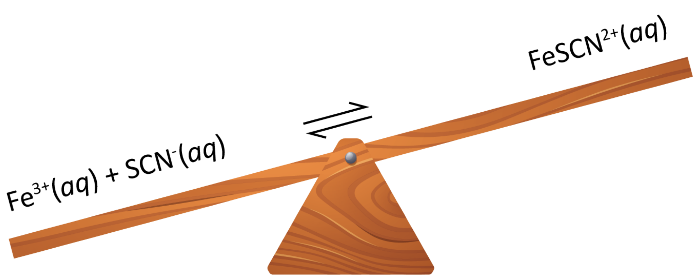 Fe³⁺(aq) + SCN⁻(aq)
⇌
FeSCN²⁺(aq)